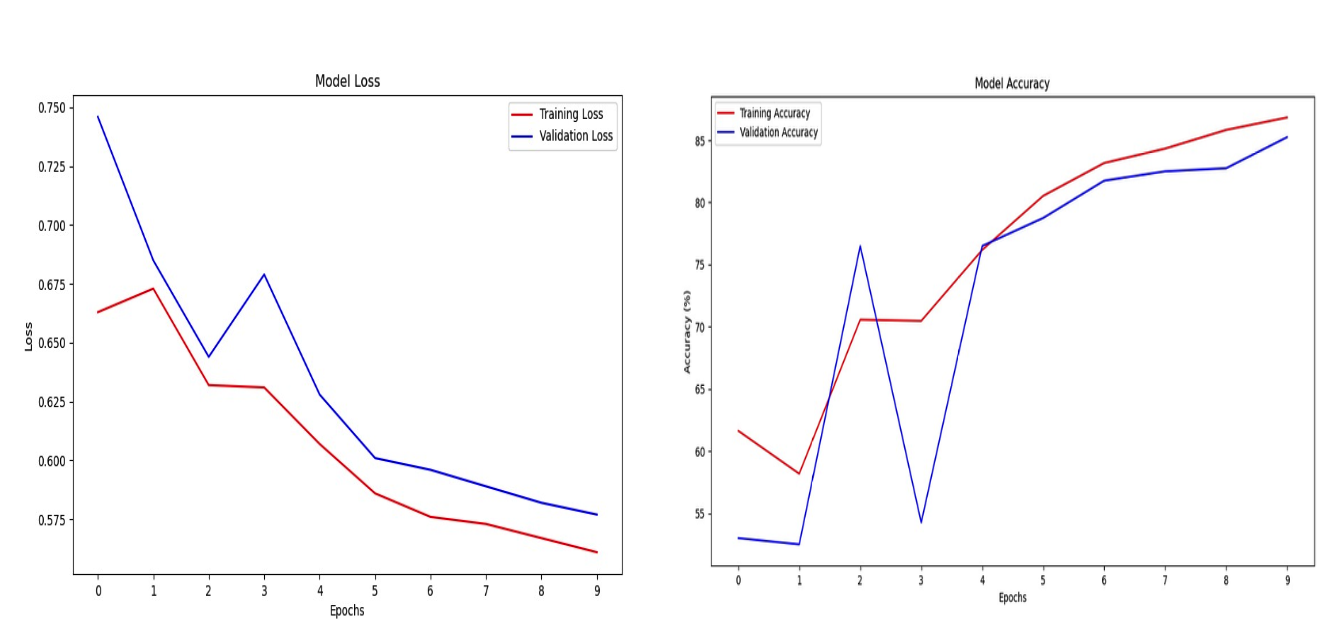 Model Loss
0.750
0.725
0.700
0.675
0.650
0.625
0.600
0.575
Loss
Training Loss
Validation Loss
0 1 2 3 4 5 6 7 8 9
Epochs
Model Accuracy
Training Accuracy
Validation Accuracy
85
80
75
70
65
60
55
Accuracy (%)
0 1 2 3 4 5 6 7 8 9
Epochs